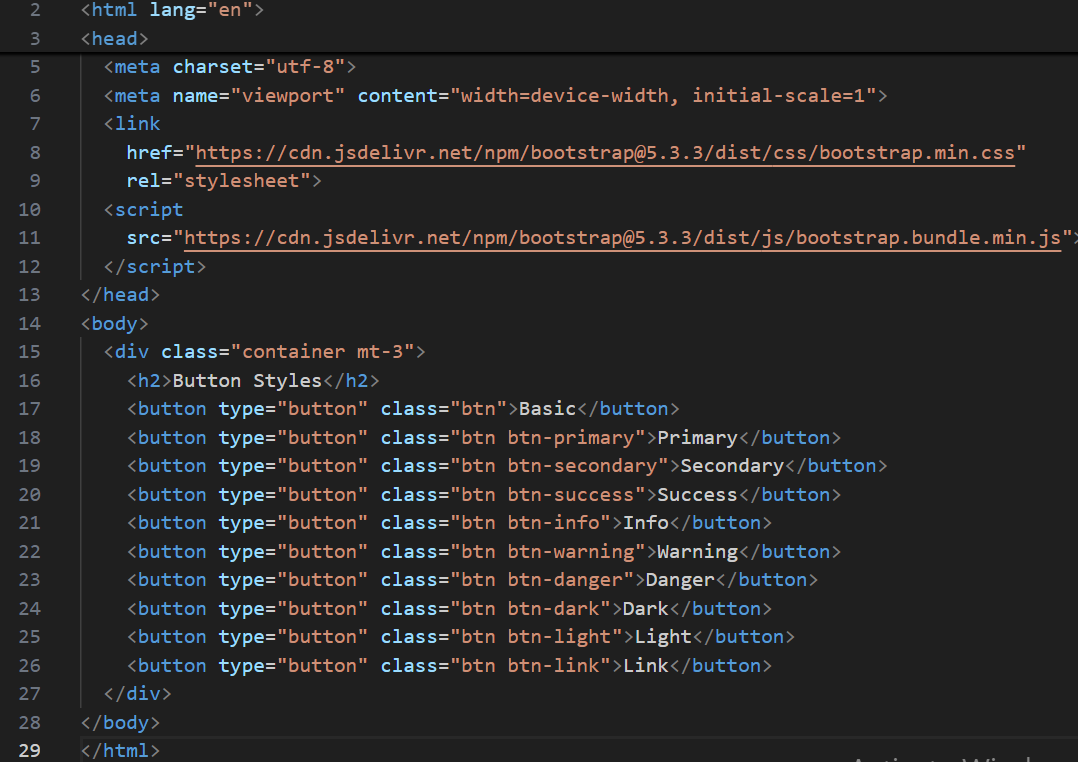 2 <html lang="en">
3 <head>
5 <meta charset="utf-8">
6 <meta name="viewport" content="width=device-width, initial-scale=1">
7 <link
8 href="https://cdn.jsdelivr.net/npm/bootstrap@5.3.3/dist/css/bootstrap.min.css"
9 rel="stylesheet">
10 <script
11 src="https://cdn.jsdelivr.net/npm/bootstrap@5.3.3/dist/js/bootstrap.bundle.min.js">
12 </script>
13 </head>
14 <body>
15 <div class="container mt-3">
16 <h2>Button Styles</h2>
17 <button type="button" class="btn">Basic</button>
18 <button type="button" class="btn btn-primary">Primary</button>
19 <button type="button" class="btn btn-secondary">Secondary</button>
20 <button type="button" class="btn btn-success">Success</button>
21 <button type="button" class="btn btn-info">Info</button>
22 <button type="button" class="btn btn-warning">Warning</button>
23 <button type="button" class="btn btn-danger">Danger</button>
24 <button type="button" class="btn btn-dark">Dark</button>
25 <button type="button" class="btn btn-light">Light</button>
26 <button type="button" class="btn btn-link">Link</button>
27 </div>
28 </body>
29 </html>